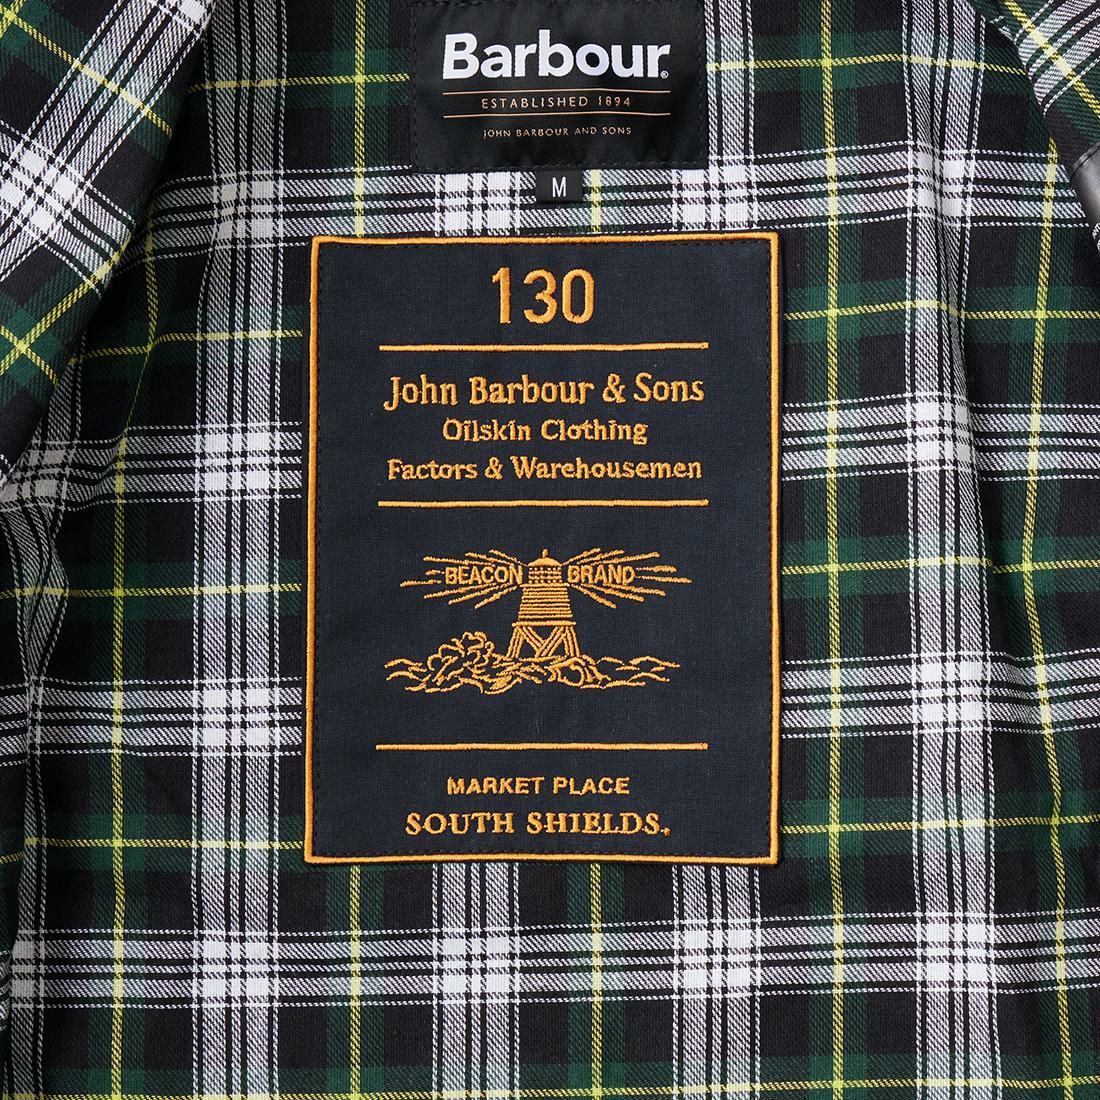 Barbour®
ESTABLISHED 1894
JOHN BARBOUR AND SONS
M
130
John Barbour & Sons
Oilskin Clothing
Factors & Warehousemen
BEACON BRAND
MARKET PLACE
SOUTH SHIELDS.